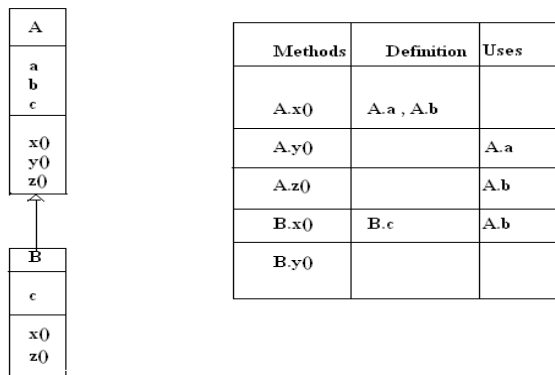 A
a
b
c
x()
y()
z()
B
c
x()
z()
Methods Definition Uses
A.x() A.a , A.b
A.y() A.a
A.z() A.b
B.x() B.c A.b
B.y()